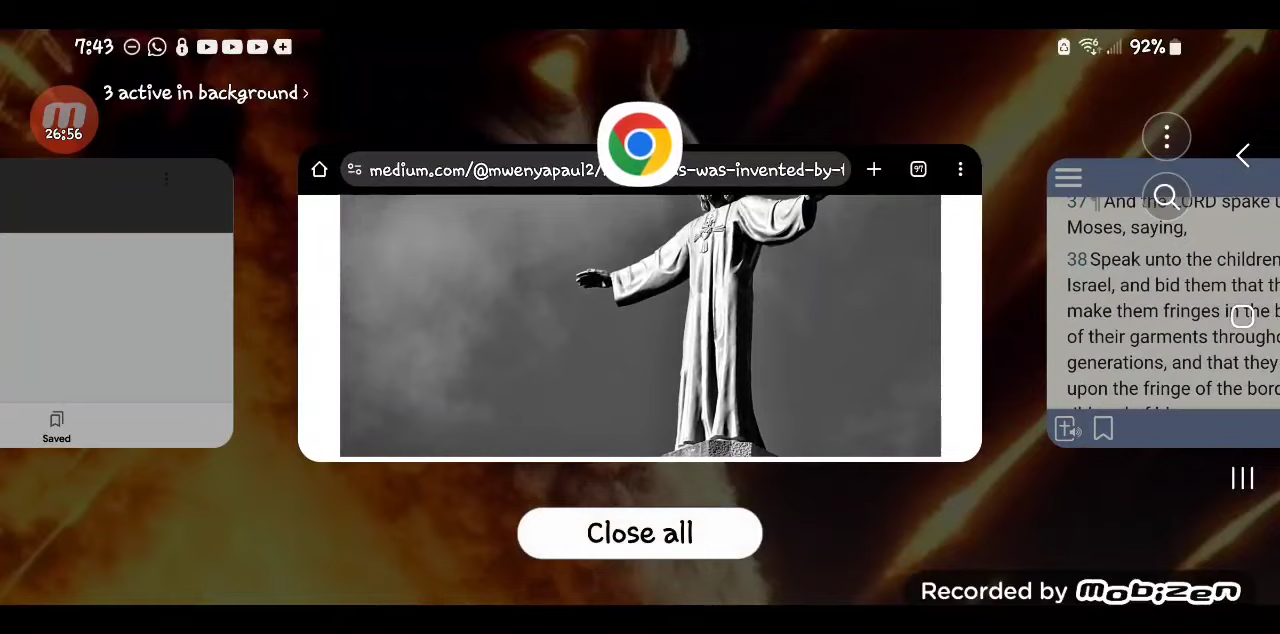 7:43
92%
3 active in background >
26:56
medium.com/@mwenyapaul2/
s-was-invented-by-t
97
37 ¶ And the LORD spake u
Moses, saying,
38 Speak unto the children
Israel, and bid them that th
make them fringes in the b
of their garments througho
generations, and that they
upon the fringe of the bord
Saved
Close all
Recorded by Mobizen